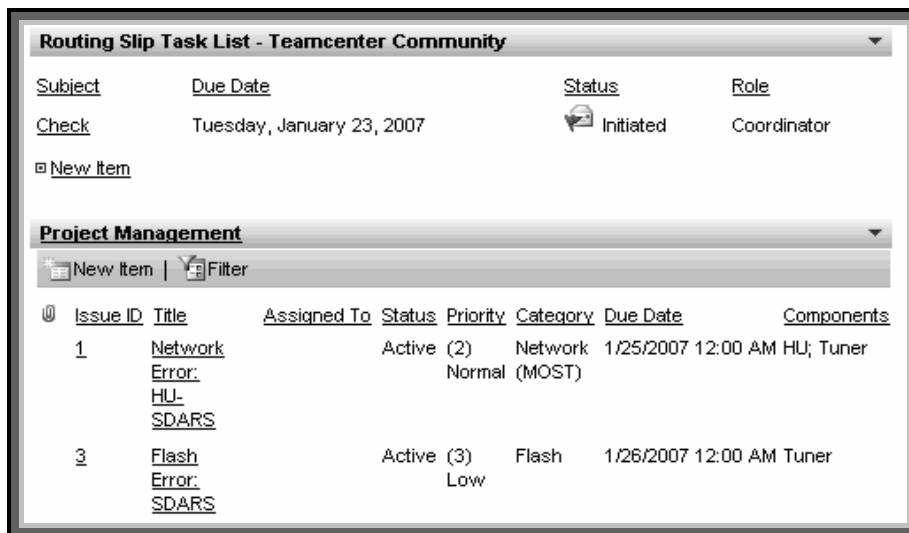 Routing Slip Task List - Teamcenter Community
Subject Due Date Status Role
Check Tuesday, January 23, 2007 Initiated Coordinator
New Item
Project Management
New Item | Filter
Issue ID Title Assigned To Status Priority Category Due Date Components
1 Network Active (2) Network 1/25/2007 12:00 AM HU; Tuner
Error: Normal (MOST)
HU-
SDARS
3 Flash Active (3) Flash 1/26/2007 12:00 AM Tuner
Error: Low
SDARS